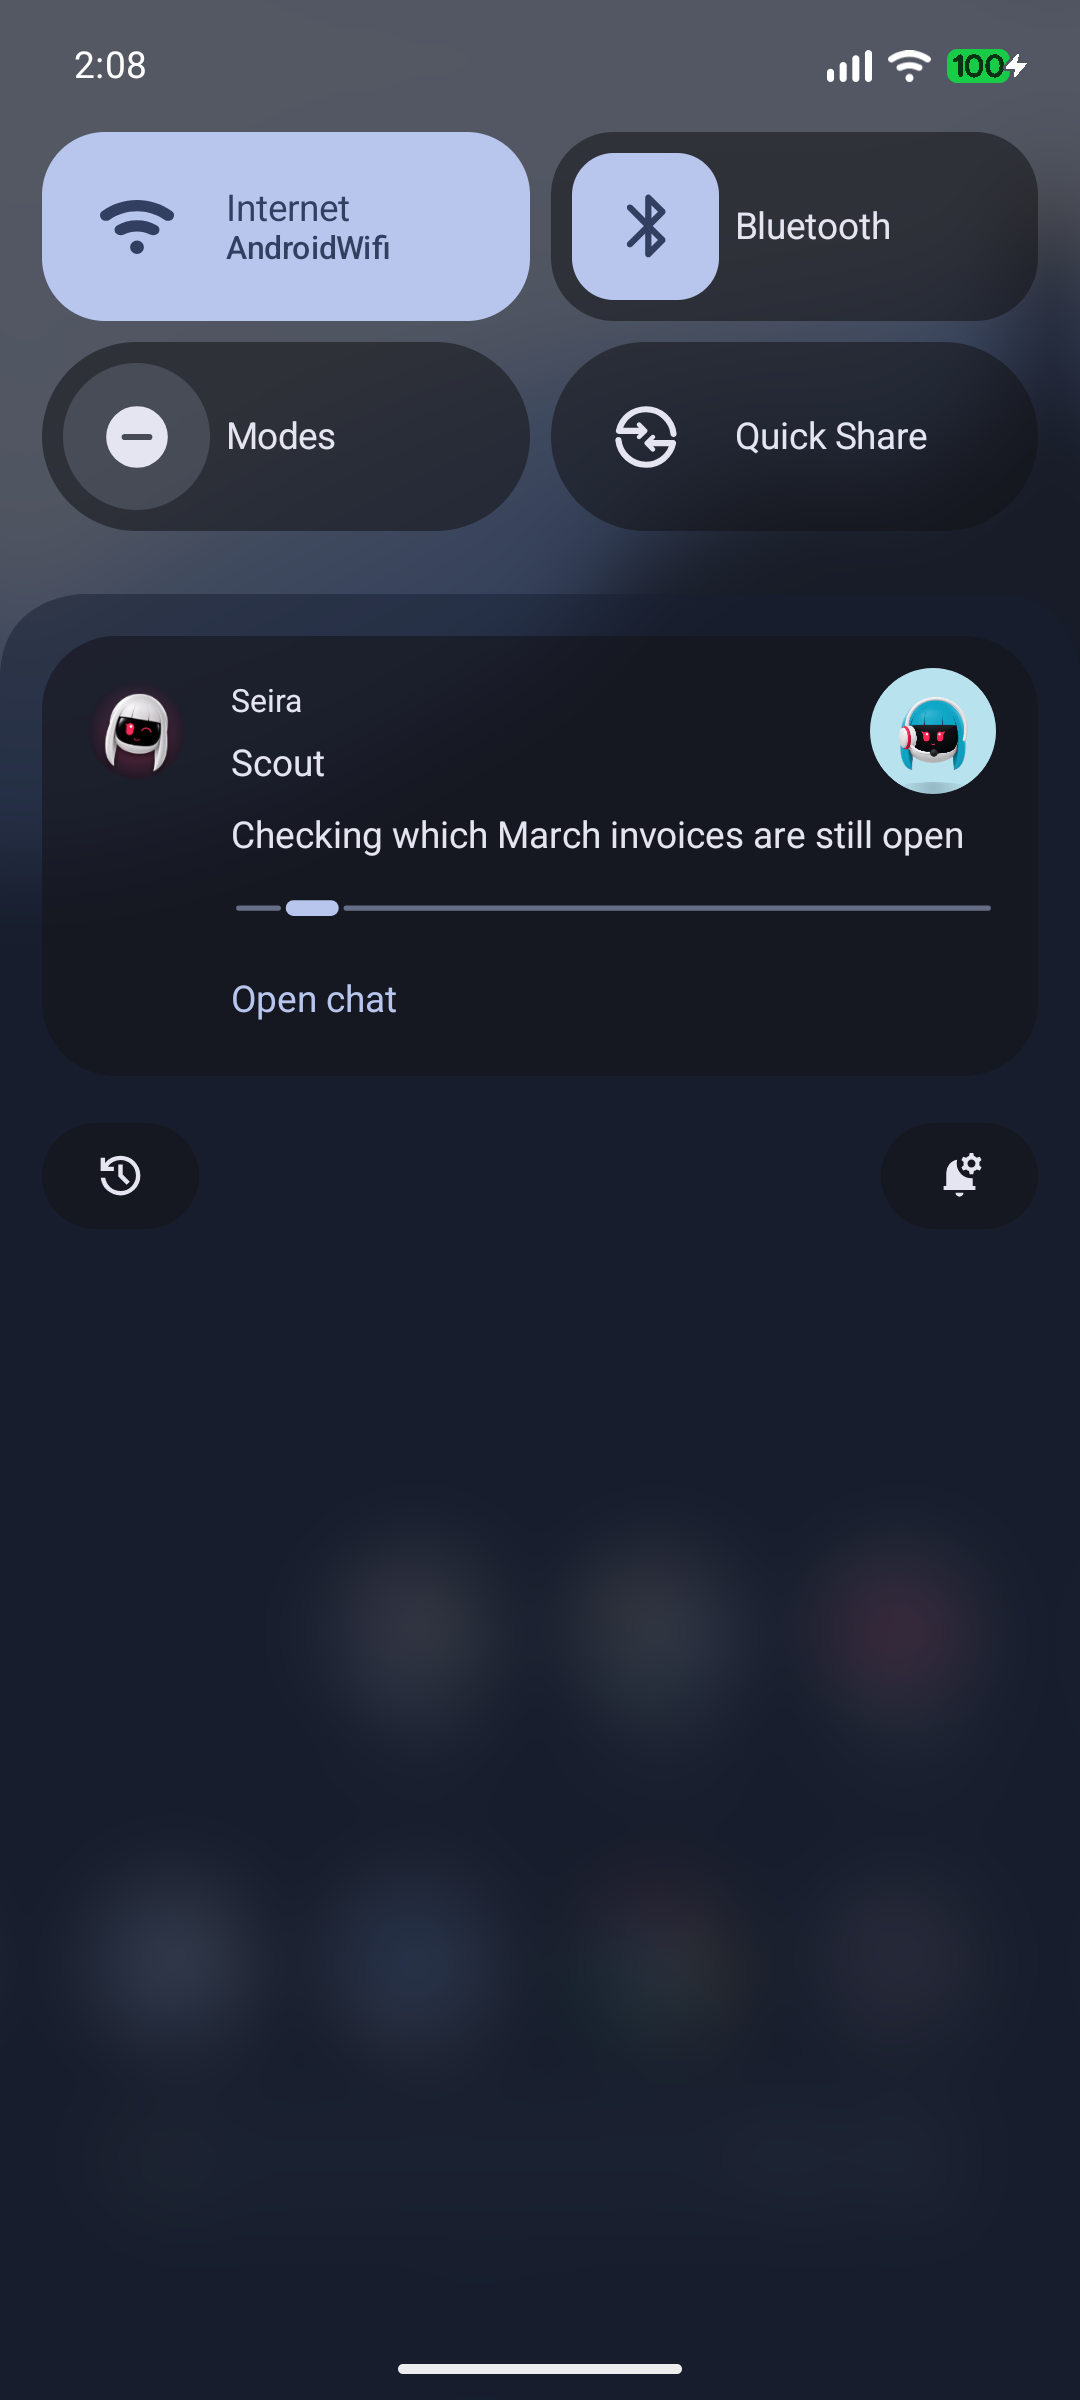 2:08
100
Internet
AndroidWifi
Bluetooth
Modes
Quick Share
Seira
Scout
Checking which March invoices are still open
Open chat